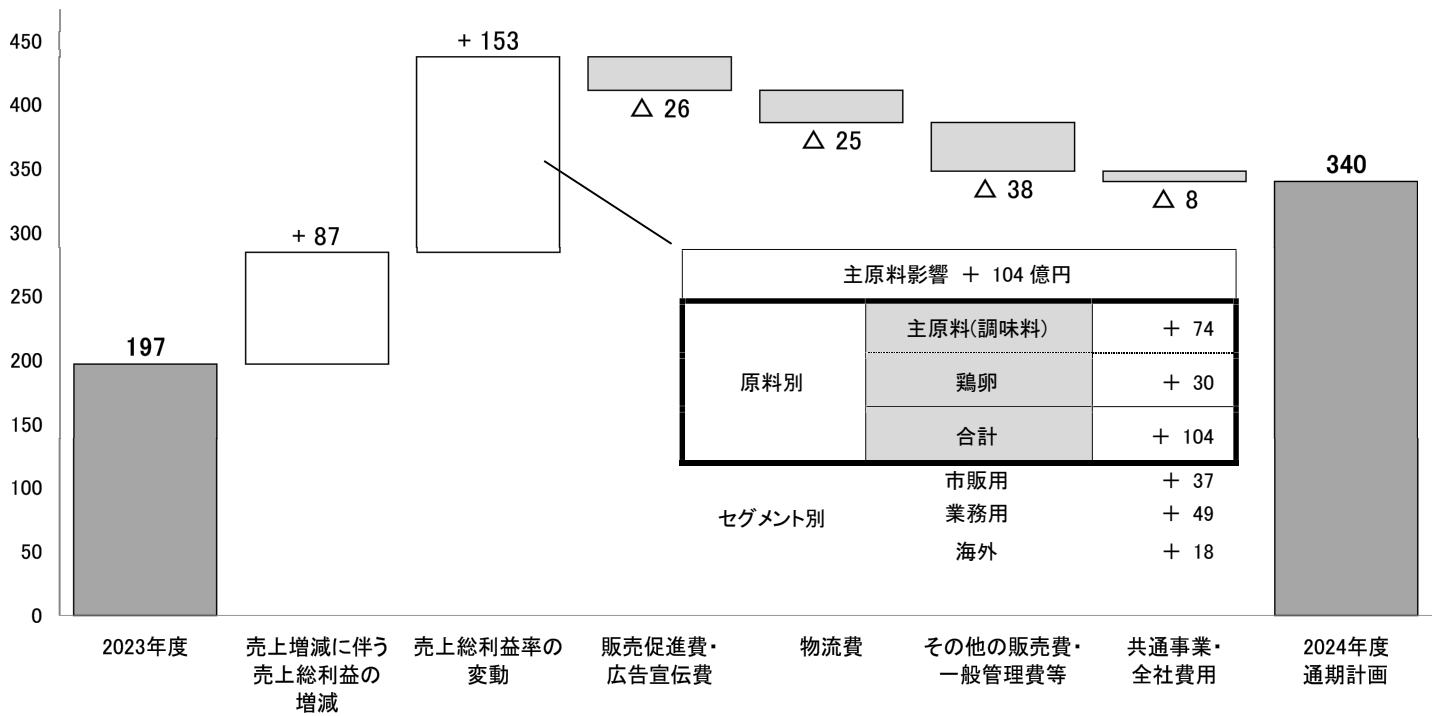 450
400
350
300
250
200
150
100
50
0
197
+ 87
+ 153
△ 26
△ 25
△ 38
△ 8
340
主原料影響 ＋ 104 億円
原料別
主原料(調味料) ＋ 74
鶏卵 ＋ 30
合計 ＋ 104
セグメント別
市販用 ＋ 37
業務用 ＋ 49
海外 ＋ 18
2023年度
売上増減に伴う
売上総利益の
増減
売上総利益率の
変動
販売促進費・
広告宣伝費
物流費
その他の販売費・
一般管理費等
共通事業・
全社費用
2024年度
通期計画